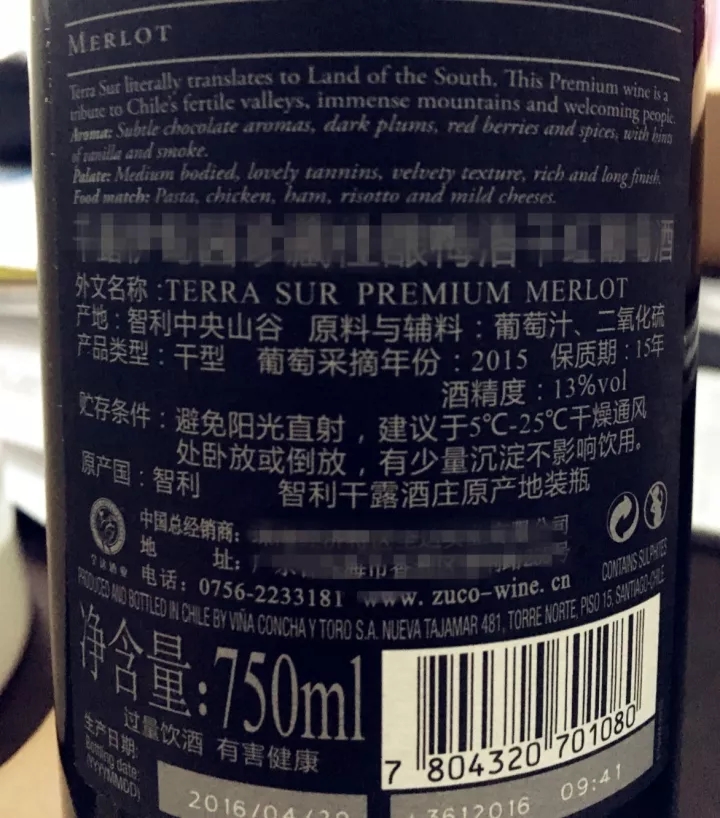 MERLOT
Terra Sur literally translates to Land of the South. This Premium wine is a
tribute to Chile's fertile valleys, immense mountains and welcoming people.
Aroma: Subtle chocolate aromas, dark plums, red berries and spices, with hints
of vanilla and smoke.
Palate: Medium bodied, lovely tannins, velvety texture, rich and long finish.
Food match: Pasta, chicken, ham, risotto and mild cheeses.
酒
外文名称:TERRA SUR PREMIUM MERLOT
产地:智利中央山谷 原料与辅料:葡萄汁、二氧化硫
产品类型:干型 葡萄采摘年份:2015 保质期:15年
酒精度:13%vol
贮存条件:避免阳光直射,建议于5℃-25℃干燥通风
处卧放或倒放,有少量沉淀不影响饮用。
原产国:智利 智利干露酒庄原产地装瓶
中国总经销商:
地 址:
电话:0756-2233181 www.zuco-wine.cn
CONTAINS SULPHITES
PRODUCED AND BOTTLED IN CHILE BY VIÑA CONCHA Y TORO S.A. NUEVA TAJAMAR 481, TORRE NORTE, PISO 15, SANTIAGO-CHILE
净含量:750ml
过量饮酒 有害健康
7 804320 701080
生产日期:
Bottling date:
(YYYYMMDD)
2016/04/20
13612016 09:41